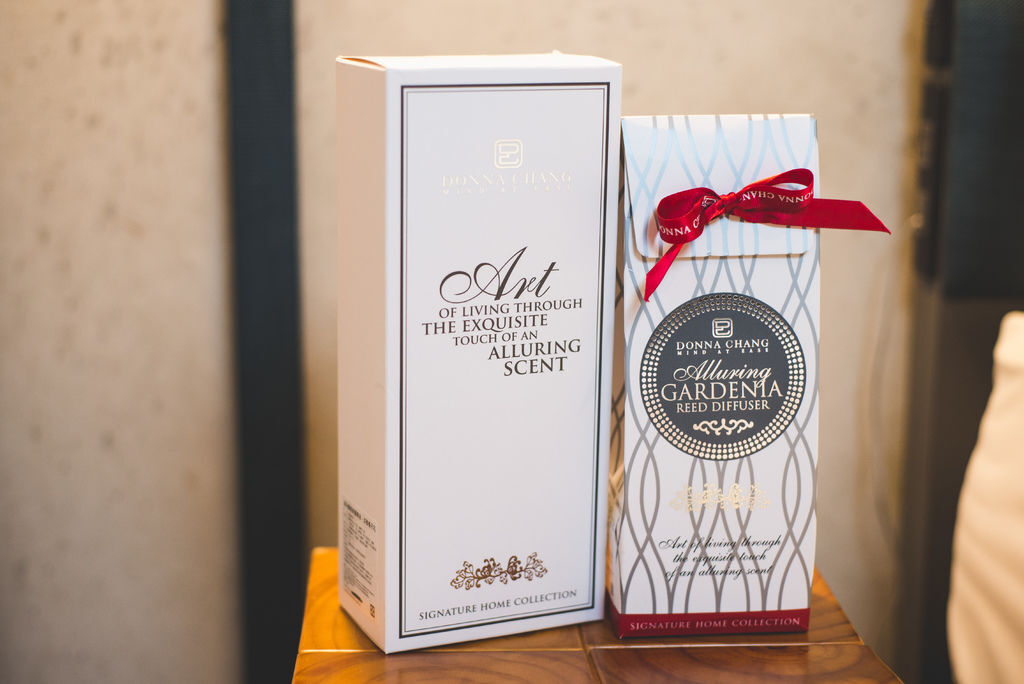 DONNA CHANG
MIND AT EASE
Art
OF LIVING THROUGH
THE EXQUISITE
TOUCH OF AN
ALLURING
SCENT
SIGNATURE HOME COLLECTION
DONNA CHANG
DONNA CHANG
MIND AT EASE
Alluring
GARDENIA
REED DIFFUSER
Art of living through
the exquisite touch
of an alluring scent
SIGNATURE HOME COLLECTION